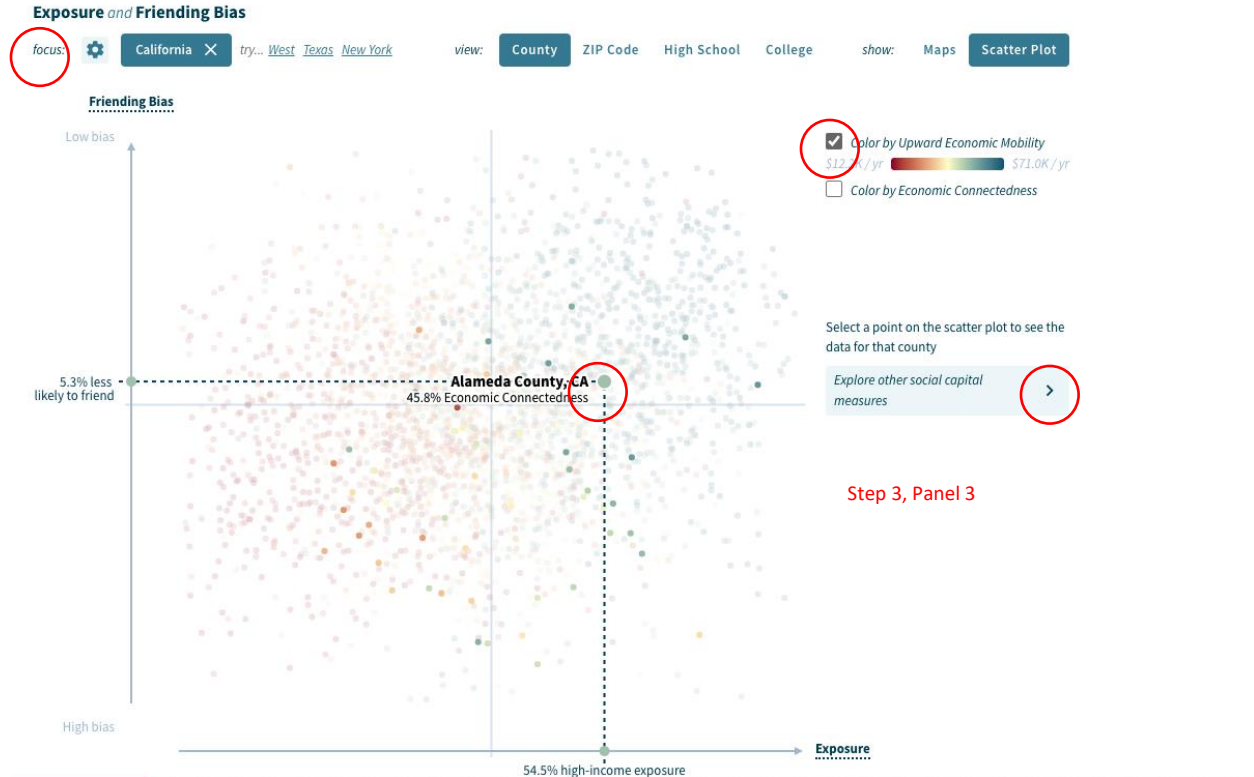 Exposure and Friending Bias
focus: California try... West Texas New York view: County ZIP Code High School College show: Maps Scatter Plot
Friending Bias
Low bias
Color by Upward Economic Mobility
/ yr $71.0K / yr
Color by Economic Connectedness
Select a point on the scatter plot to see the
data for that county
5.3% less
likely to friend
Alameda County, CA
45.8% Economic Connectedness
Explore other social capital
measures
Step 3, Panel 3
High bias
Exposure
54.5% high-income exposure